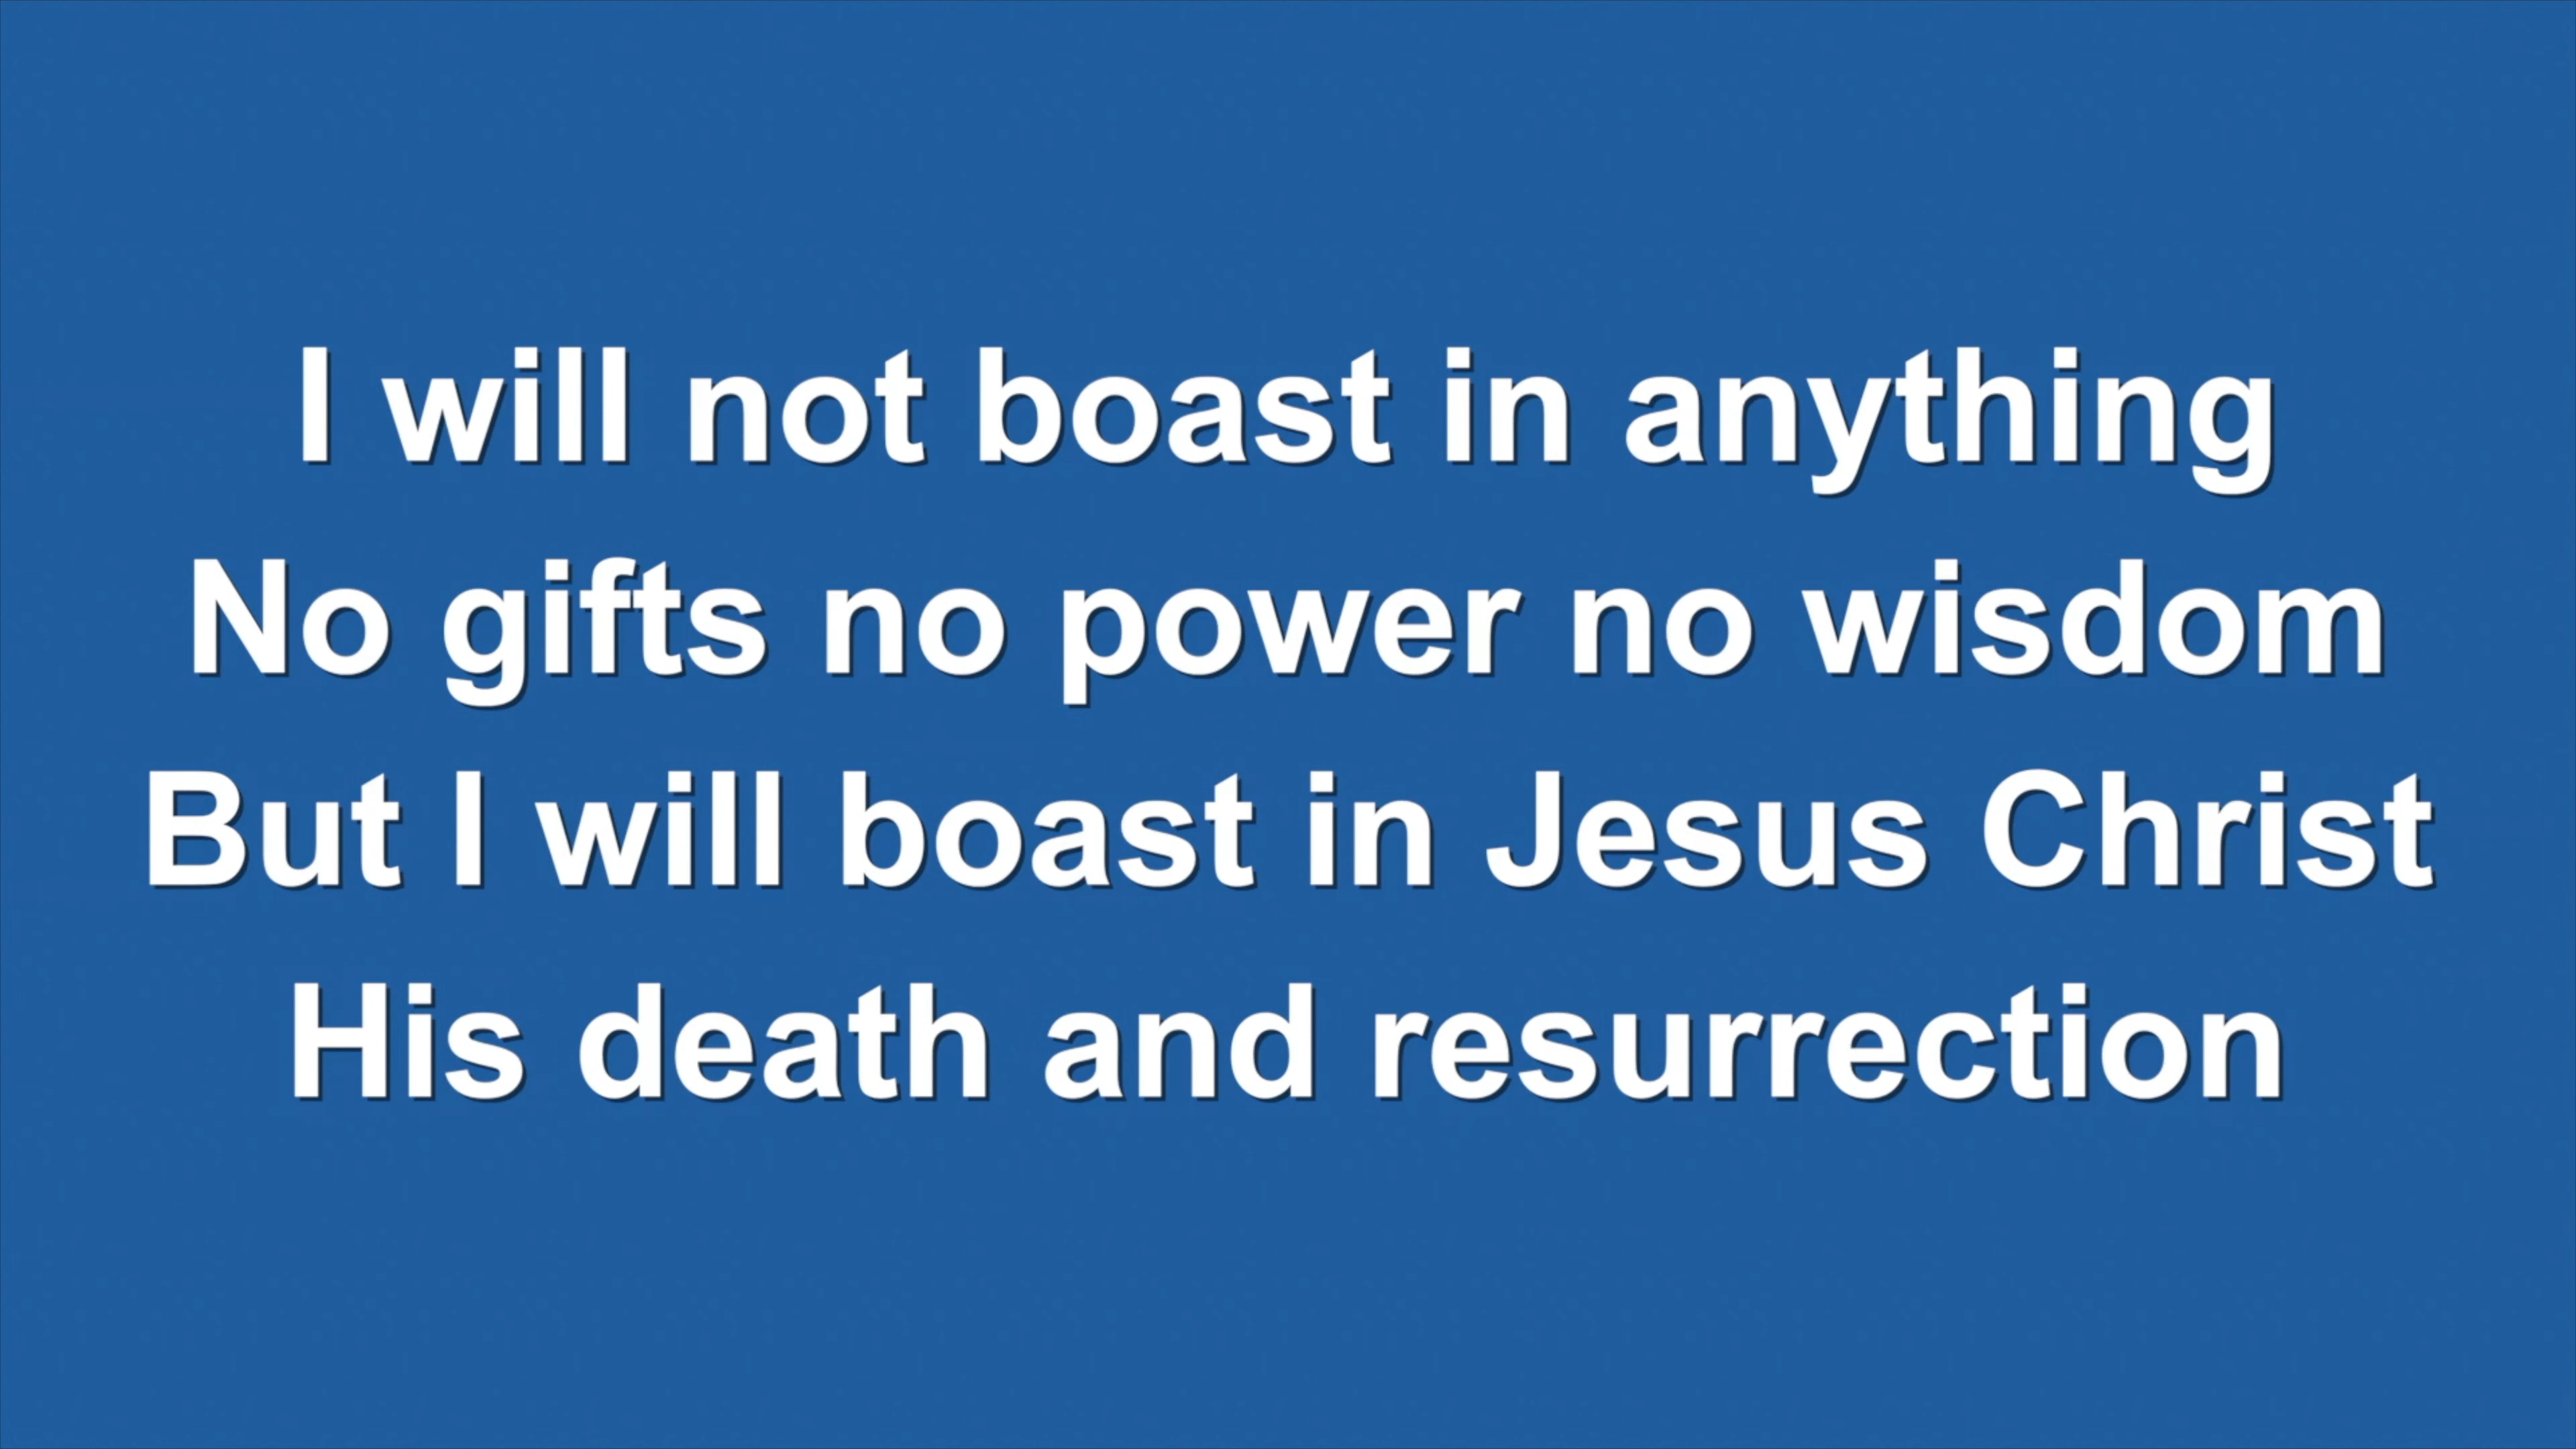 I will not boast in anything
No gifts no power no wisdom
But I will boast in Jesus Christ
His death and resurrection